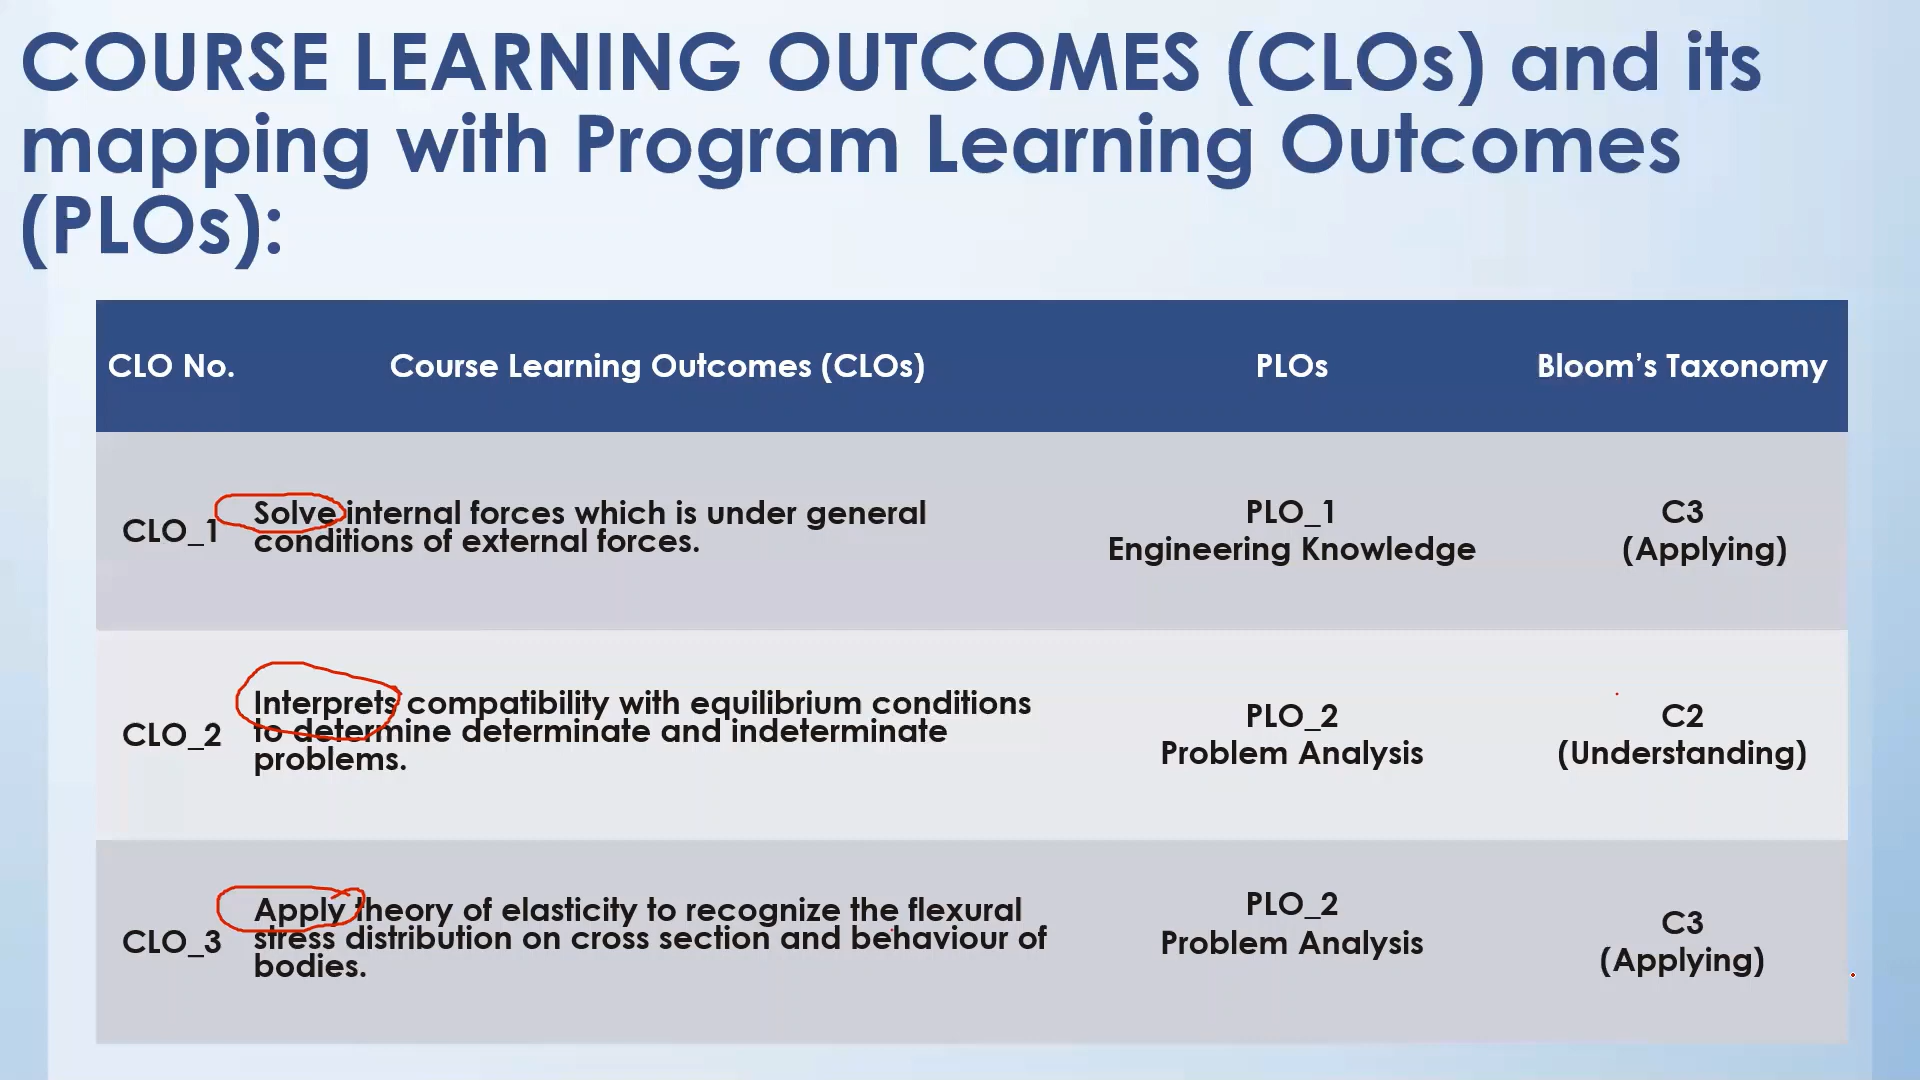 COURSE LEARNING OUTCOMES (CLOs) and its
mapping with Program Learning Outcomes
(PLOs):
CLO No.
Course Learning Outcomes (CLOs)
PLOs
Bloom’s Taxonomy
CLO_1
Solve internal forces which is under general
conditions of external forces.
PLO_1
Engineering Knowledge
C3
(Applying)
CLO_2
Interprets compatibility with equilibrium conditions
to determine determinate and indeterminate
problems.
PLO_2
Problem Analysis
C2
(Understanding)
CLO_3
Apply theory of elasticity to recognize the flexural
stress distribution on cross section and behaviour of
bodies.
PLO_2
Problem Analysis
C3
(Applying)